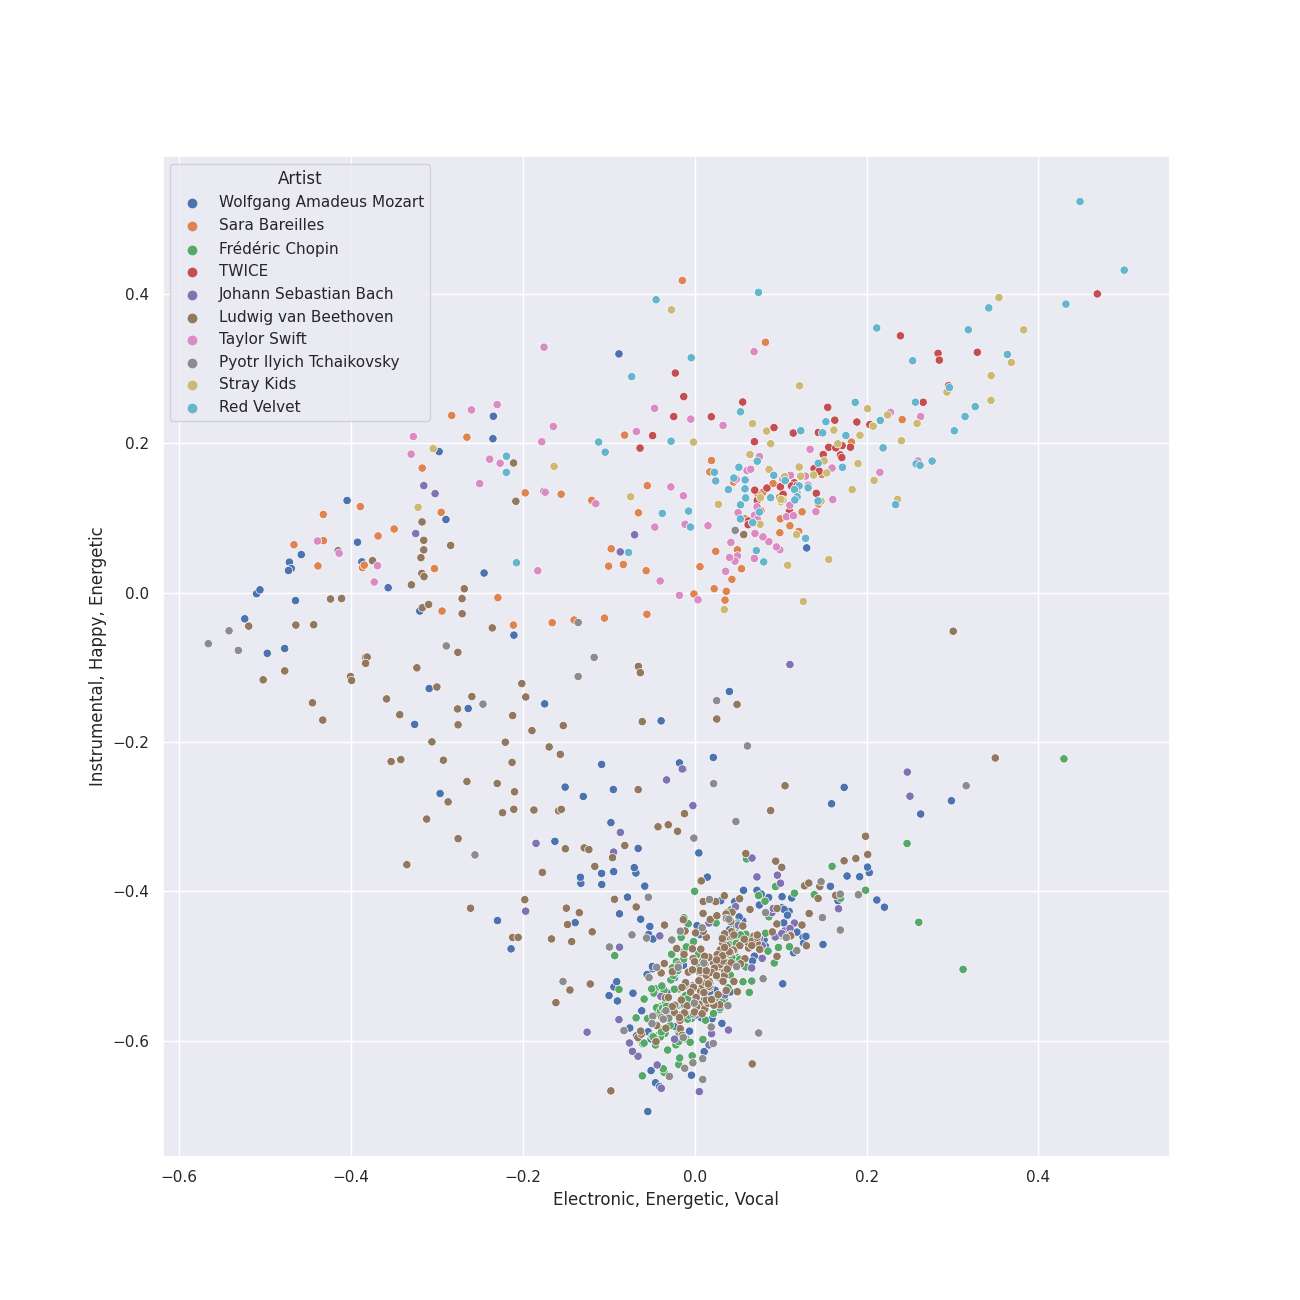 Artist
Wolfgang Amadeus Mozart
Sara Bareilles
Frédéric Chopin
TWICE
Johann Sebastian Bach
Ludwig van Beethoven
Taylor Swift
Pyotr Ilyich Tchaikovsky
Stray Kids
Red Velvet
0.4
0.2
0.0
−0.2
−0.4
−0.6
Instrumental, Happy, Energetic
−0.6 −0.4 −0.2 0.0 0.2 0.4
Electronic, Energetic, Vocal